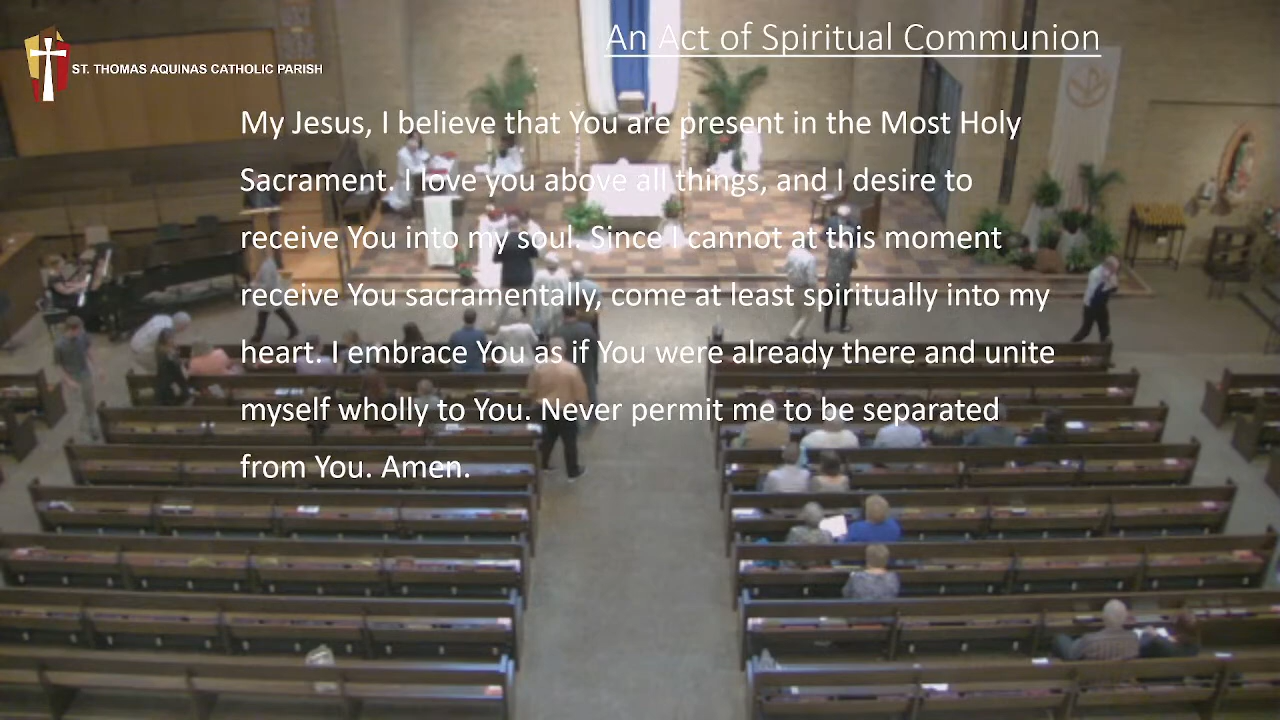 An Act of Spiritual Communion
ST. THOMAS AQUINAS CATHOLIC PARISH
My Jesus, I believe that You are present in the Most Holy
Sacrament. I love you above all things, and I desire to
receive You into my soul. Since I cannot at this moment
receive You sacramentally, come at least spiritually into my
heart. I embrace You as if You were already there and unite
myself wholly to You. Never permit me to be separated
from You. Amen.